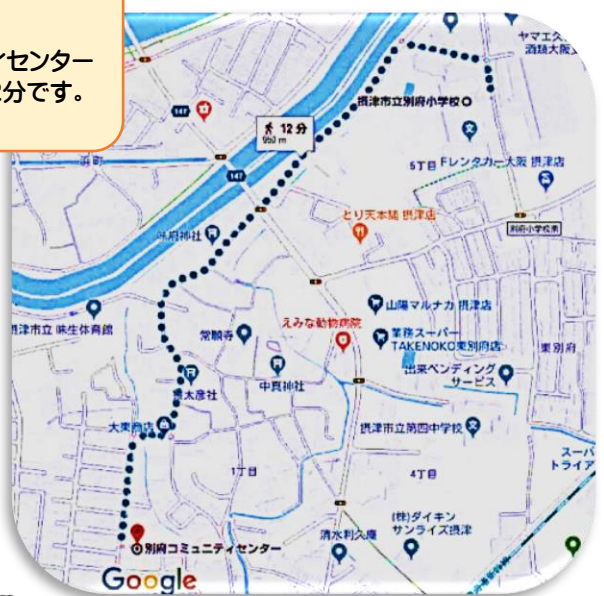 ィセンター
分です。
ヤマエ久
酒類大阪
147
摂津市立別府小学校
12分
950 m
5丁目
Fレンタカー大阪 摂津店
147
とり天本舗 摂津店
別府小学校南
味府神社
山陽マルナカ 摂津店
摂津市立 味生体育館
常願寺
えみな動物病院
業務スーパー
TAKENOKO東別府店
東別府
出来ベンディング
サービス
中真神社
大東商店
摂津市立第四中学校
スーパ
トライア
1丁目
4丁目
(株)ダイキン
サンライズ摂津
清水利久庵
別府コミュニティセンター
Google